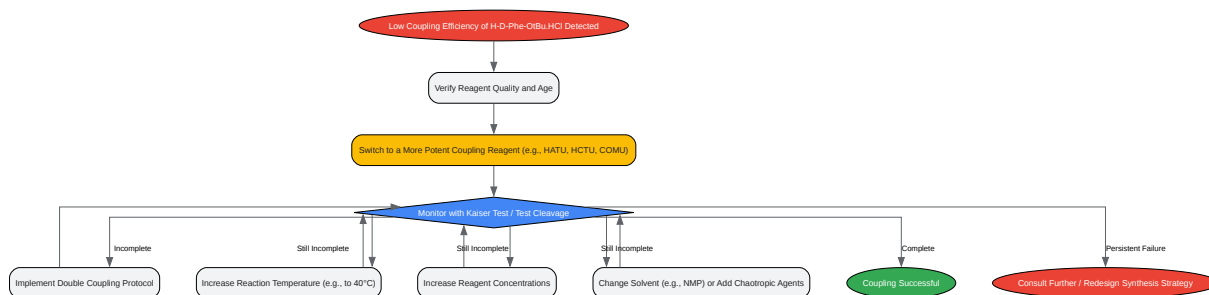 Low Coupling Efficiency of H-D-Phe-OtBu.HCl Detected
Verify Reagent Quality and Age
Switch to a More Potent Coupling Reagent (e.g., HATU, HCTU, COMU)
Monitor with Kaiser Test / Test Cleavage
Incomplete
Still Incomplete
Still Incomplete
Still Incomplete
Complete
Persistent Failure
Implement Double Coupling Protocol
Increase Reaction Temperature (e.g., to 40°C)
Increase Reagent Concentrations
Change Solvent (e.g., NMP) or Add Chaotropic Agents
Coupling Successful
Consult Further / Redesign Synthesis Strategy